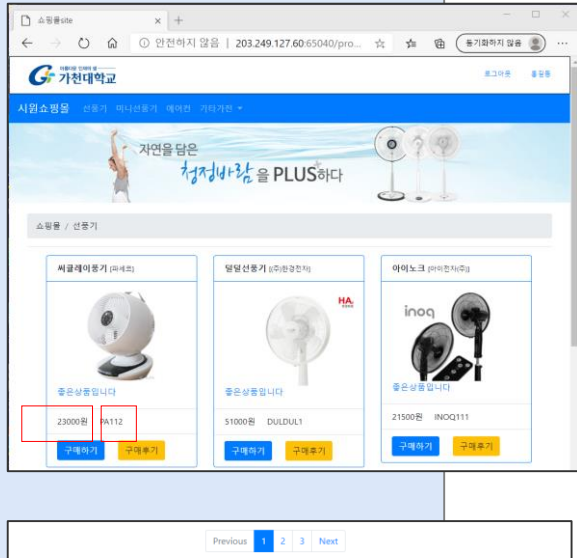 쇼핑몰site
안전하지 않음 | 203.249.127.60:65040/pro...
동기화하지 않음
가천대학교
로그아웃 홈필동
시원쇼핑몰 선풍기 미니선풍기 에어컨 기타가전
자연을 담은
청정바람 을 PLUS하다
쇼핑몰 / 선풍기
써큘레이풍기 [파세코]
덜덜선풍기 [(주)한경전자]
아이노크 [아이전자(주)]
HA
inoq
좋은상품입니다
좋은상품입니다
좋은상품입니다
23000원 PA112
51000원 DULDUL1
21500원 INOQ111
구매하기 구매후기
구매하기 구매후기
구매하기 구매후기
Previous 1 2 3 Next